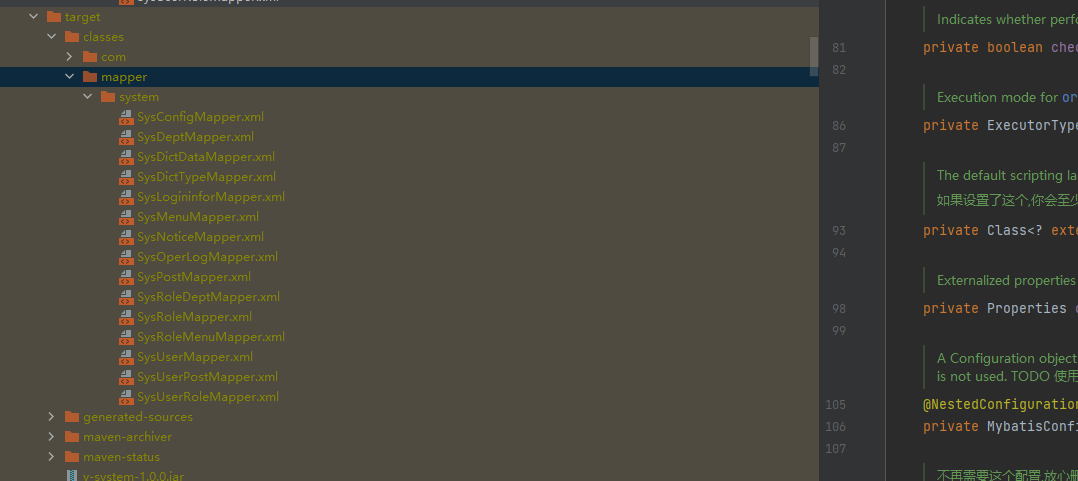 target
classes
com
mapper
system
SysConfigMapper.xml
SysDeptMapper.xml
SysDictDataMapper.xml
SysDictTypeMapper.xml
SysLogininforMapper.xml
SysMenuMapper.xml
SysNoticeMapper.xml
SysOperLogMapper.xml
SysPostMapper.xml
SysRoleDeptMapper.xml
SysRoleMapper.xml
SysRoleMenuMapper.xml
SysUserMapper.xml
SysUserPostMapper.xml
SysUserRoleMapper.xml
generated-sources
maven-archiver
maven-status
y-system-1.0.0.jar
Indicates whether perfo
81 private boolean chec
82
Execution mode for or
86 private ExecutorType
87
The default scripting la
如果设置了这个,你会至少
93 private Class<? exte
94
Externalized properties
98 private Properties
99
A Configuration object
is not used. TODO 使用
105 @NestedConfiguration
106 private MybatisConfi
107
不再需要这个配置,放心删